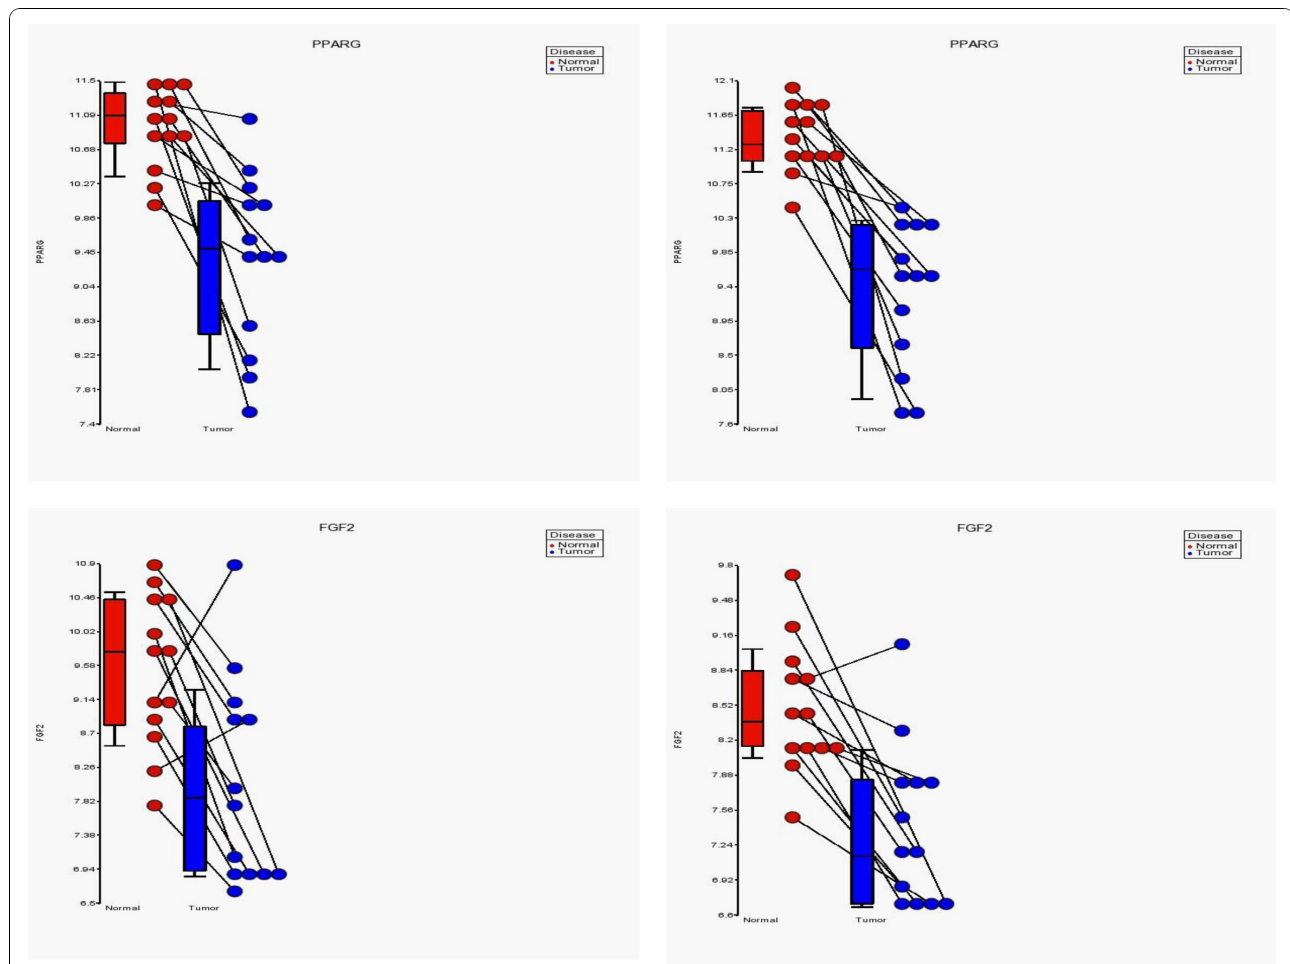 PPARG
Disease
Normal
Tumor
11.5
11.09
10.68
10.27
9.86
9.45
9.04
8.63
8.22
7.81
7.4
PPARG
Normal Tumor
PPARG
Disease
Normal
Tumor
12.1
11.65
11.2
10.75
10.3
9.85
9.4
8.95
8.5
8.05
7.6
PPARG
Normal Tumor
FGF2
Disease
Normal
Tumor
10.9
10.46
10.02
9.58
9.14
8.7
8.26
7.82
7.38
6.94
6.5
FGF2
Normal Tumor
FGF2
Disease
Normal
Tumor
9.8
9.48
9.16
8.84
8.52
8.2
7.88
7.56
7.24
6.92
6.6
FGF2
Normal Tumor